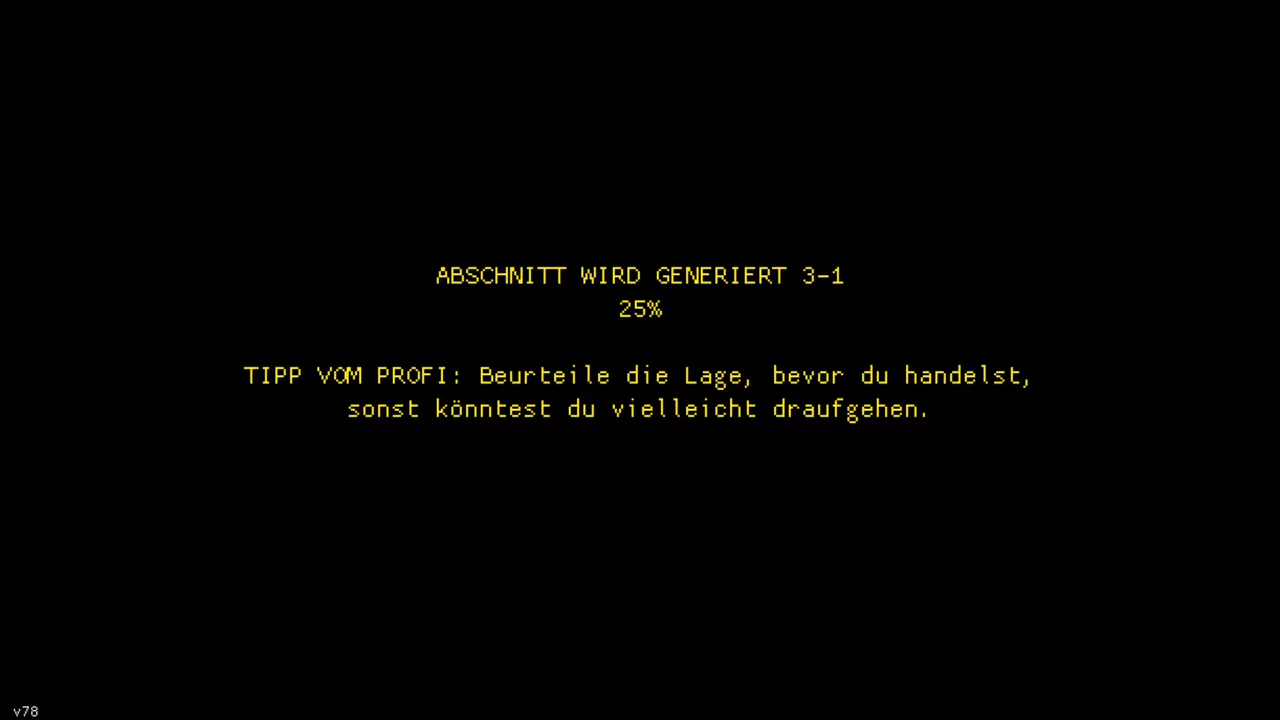 ABSCHNITT WIRD GENERIERT 3-1
25%
TIPP VOM PROFI: Beurteile die Lage, bevor du handelst,
sonst könntest du vielleicht draufgehen.
v78